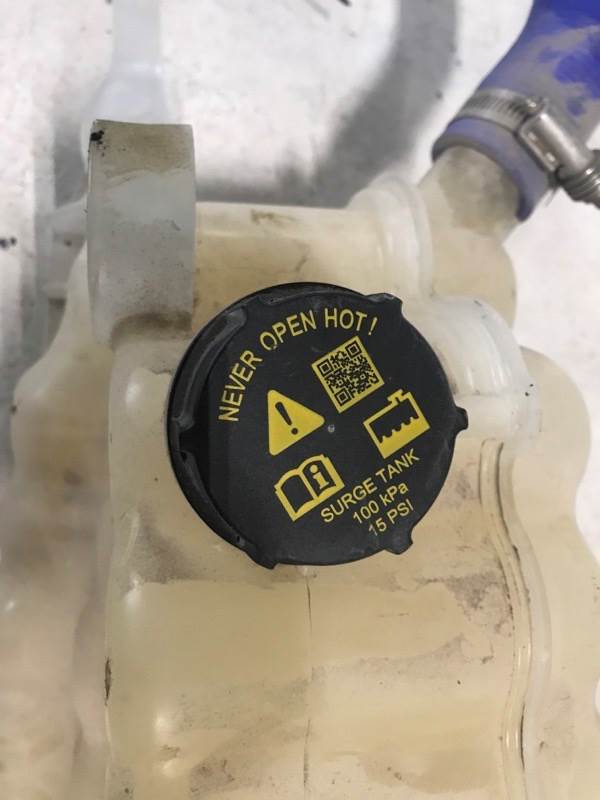 NEVER OPEN HOT!
SURGE TANK
100 kPa
15 PSI